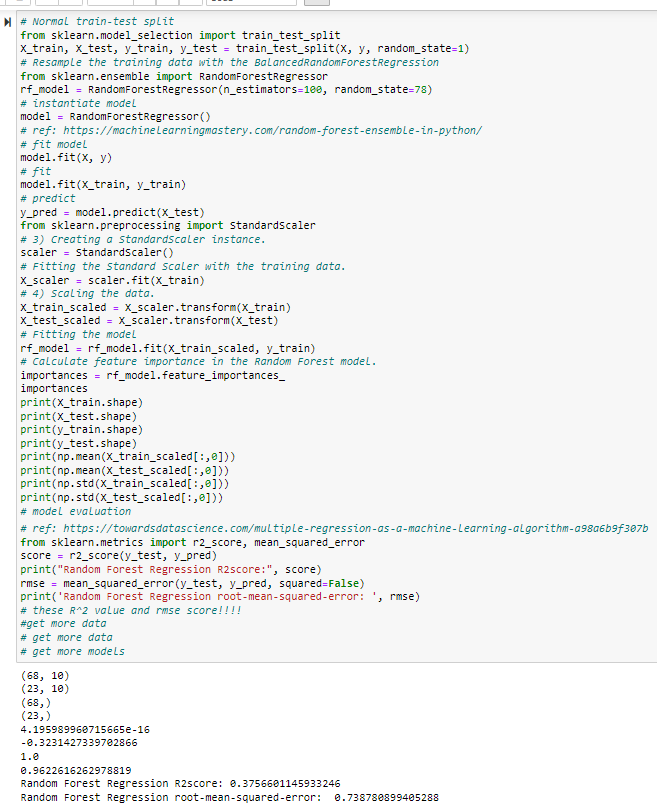 # Normal train-test split
from sklearn.model_selection import train_test_split
X_train, X_test, y_train, y_test = train_test_split(X, y, random_state=1)
# Resample the training data with the BalancedRandomForestRegression
from sklearn.ensemble import RandomForestRegressor
rf_model = RandomForestRegressor(n_estimators=100, random_state=78)
# instantiate model
model = RandomForestRegressor()
# ref: https://machinelearningmastery.com/random-forest-ensemble-in-python/
# fit model
model.fit(X, y)
# fit
model.fit(X_train, y_train)
# predict
y_pred = model.predict(X_test)
from sklearn.preprocessing import StandardScaler
# 3) Creating a StandardScaler instance.
scaler = StandardScaler()
# Fitting the Standard Scaler with the training data.
X_scaler = scaler.fit(X_train)
# 4) Scaling the data.
X_train_scaled = X_scaler.transform(X_train)
X_test_scaled = X_scaler.transform(X_test)
# Fitting the model
rf_model = rf_model.fit(X_train_scaled, y_train)
# Calculate feature importance in the Random Forest model.
importances = rf_model.feature_importances_
importances
print(X_train.shape)
print(X_test.shape)
print(y_train.shape)
print(y_test.shape)
print(np.mean(X_train_scaled[:,0]))
print(np.mean(X_test_scaled[:,0]))
print(np.std(X_train_scaled[:,0]))
print(np.std(X_test_scaled[:,0]))
# model evaluation
# ref: https://towardsdatascience.com/multiple-regression-as-a-machine-learning-algorithm-a98a6b9f307b
from sklearn.metrics import r2_score, mean_squared_error
score = r2_score(y_test, y_pred)
print("Random Forest Regression R2score:", score)
rmse = mean_squared_error(y_test, y_pred, squared=False)
print('Random Forest Regression root-mean-squared-error: ', rmse)
# these R^2 value and rmse score!!!!
#get more data
# get more data
# get more models
(68, 10)
(23, 10)
(68,)
(23,)
4.195989960715665e-16
-0.3231427339702866
1.0
0.9622616262978819
Random Forest Regression R2score: 0.3756601145933246
Random Forest Regression root-mean-squared-error:  0.738780899405288